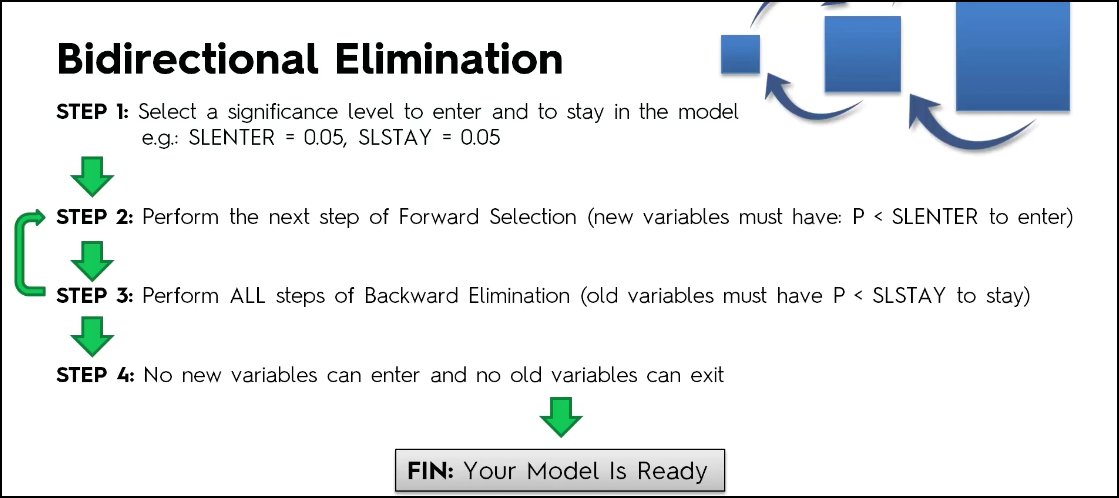 Bidirectional Elimination
STEP 1: Select a significance level to enter and to stay in the model
e.g.: SLENTER = 0.05, SLSTAY = 0.05
STEP 2: Perform the next step of Forward Selection (new variables must have: P < SLENTER to enter)
STEP 3: Perform ALL steps of Backward Elimination (old variables must have P < SLSTAY to stay)
STEP 4: No new variables can enter and no old variables can exit
FIN: Your Model Is Ready